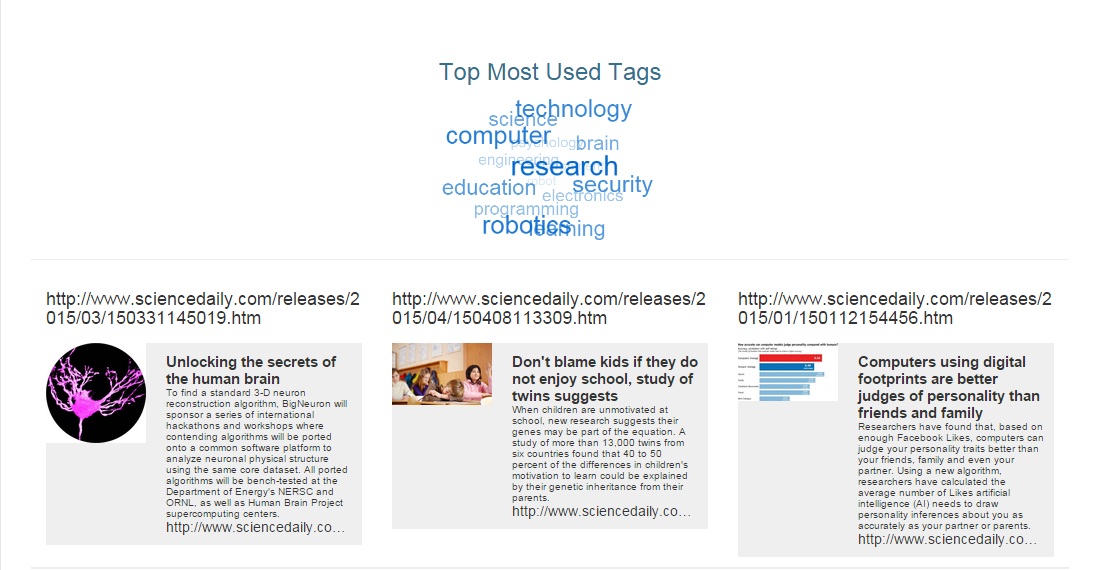 Top Most Used Tags
technology
science
computer
psychology
brain
engineering
research
robot
education
security
electronics
programming
robotics
learning
http://www.sciencedaily.com/releases/2
015/03/150331145019.htm
Unlocking the secrets of
the human brain
To find a standard 3-D neuron
reconstruction algorithm, BigNeuron will
sponsor a series of international
hackathons and workshops where
contending algorithms will be ported
onto a common software platform to
analyze neuronal physical structure
using the same core dataset. All ported
algorithms will be bench-tested at the
Department of Energy's NERSC and
ORNL, as well as Human Brain Project
supercomputing centers.
http://www.sciencedaily.co...
http://www.sciencedaily.com/releases/2
015/04/150408113309.htm
Don't blame kids if they do
not enjoy school, study of
twins suggests
When children are unmotivated at
school, new research suggests their
genes may be part of the equation. A
study of more than 13,000 twins from
six countries found that 40 to 50
percent of the differences in children's
motivation to learn could be explained
by their genetic inheritance from their
parents.
http://www.sciencedaily.co...
http://www.sciencedaily.com/releases/2
015/01/150112154456.htm
Computers using digital
footprints are better
judges of personality than
friends and family
Researchers have found that, based on
enough Facebook Likes, computers can
judge your personality traits better than
your friends, family and even your
partner. Using a new algorithm,
researchers have calculated the
average number of Likes artificial
intelligence (AI) needs to draw
personality inferences about you as
accurately as your partner or parents.
http://www.sciencedaily.co...